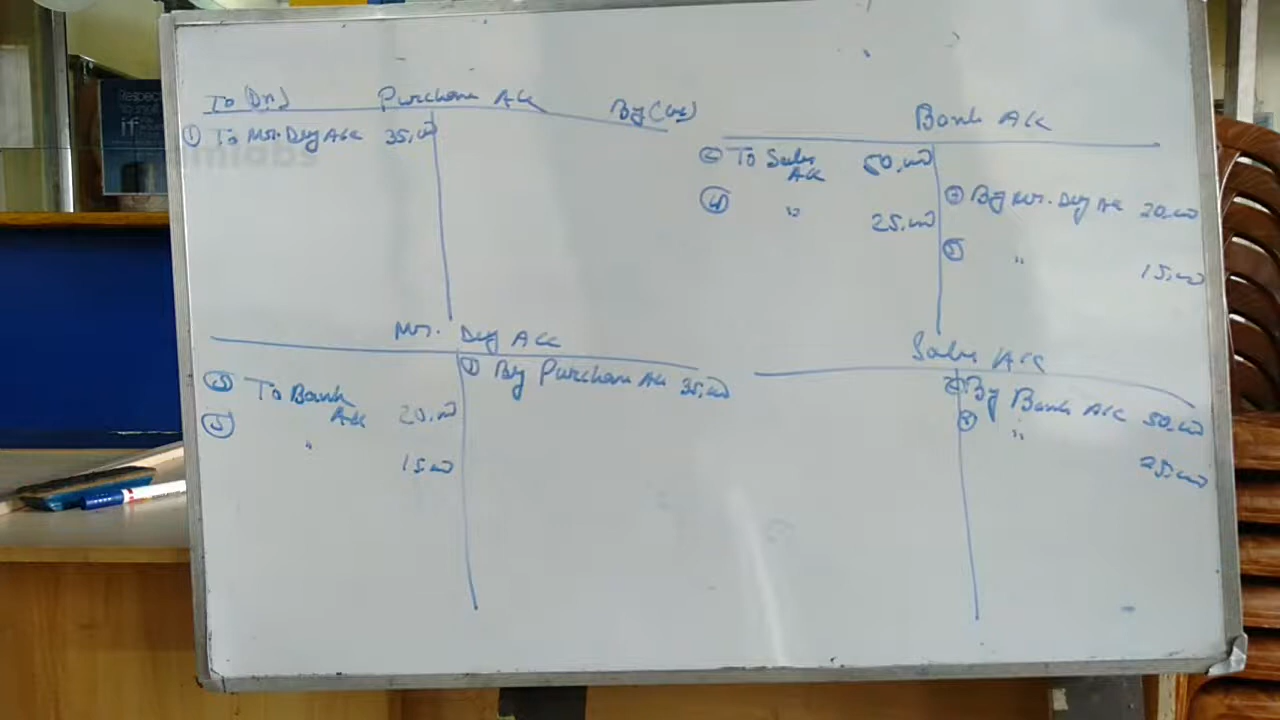 To (Dr) Purchase A/c By (Cr)
① To Mr. Dey A/c 35,000
Bank A/c
② To Sales A/c 50,000
④ " 25,000
③ By Mr. Dey A/c 20,000
⑤ " 15,000
Mr. Dey A/c
③ To Bank A/c 20,000
⑤ " 15,000
① By Purchase A/c 35,000
Sales A/c
② By Bank A/c 50,000
④ " 25,000
Respect
if